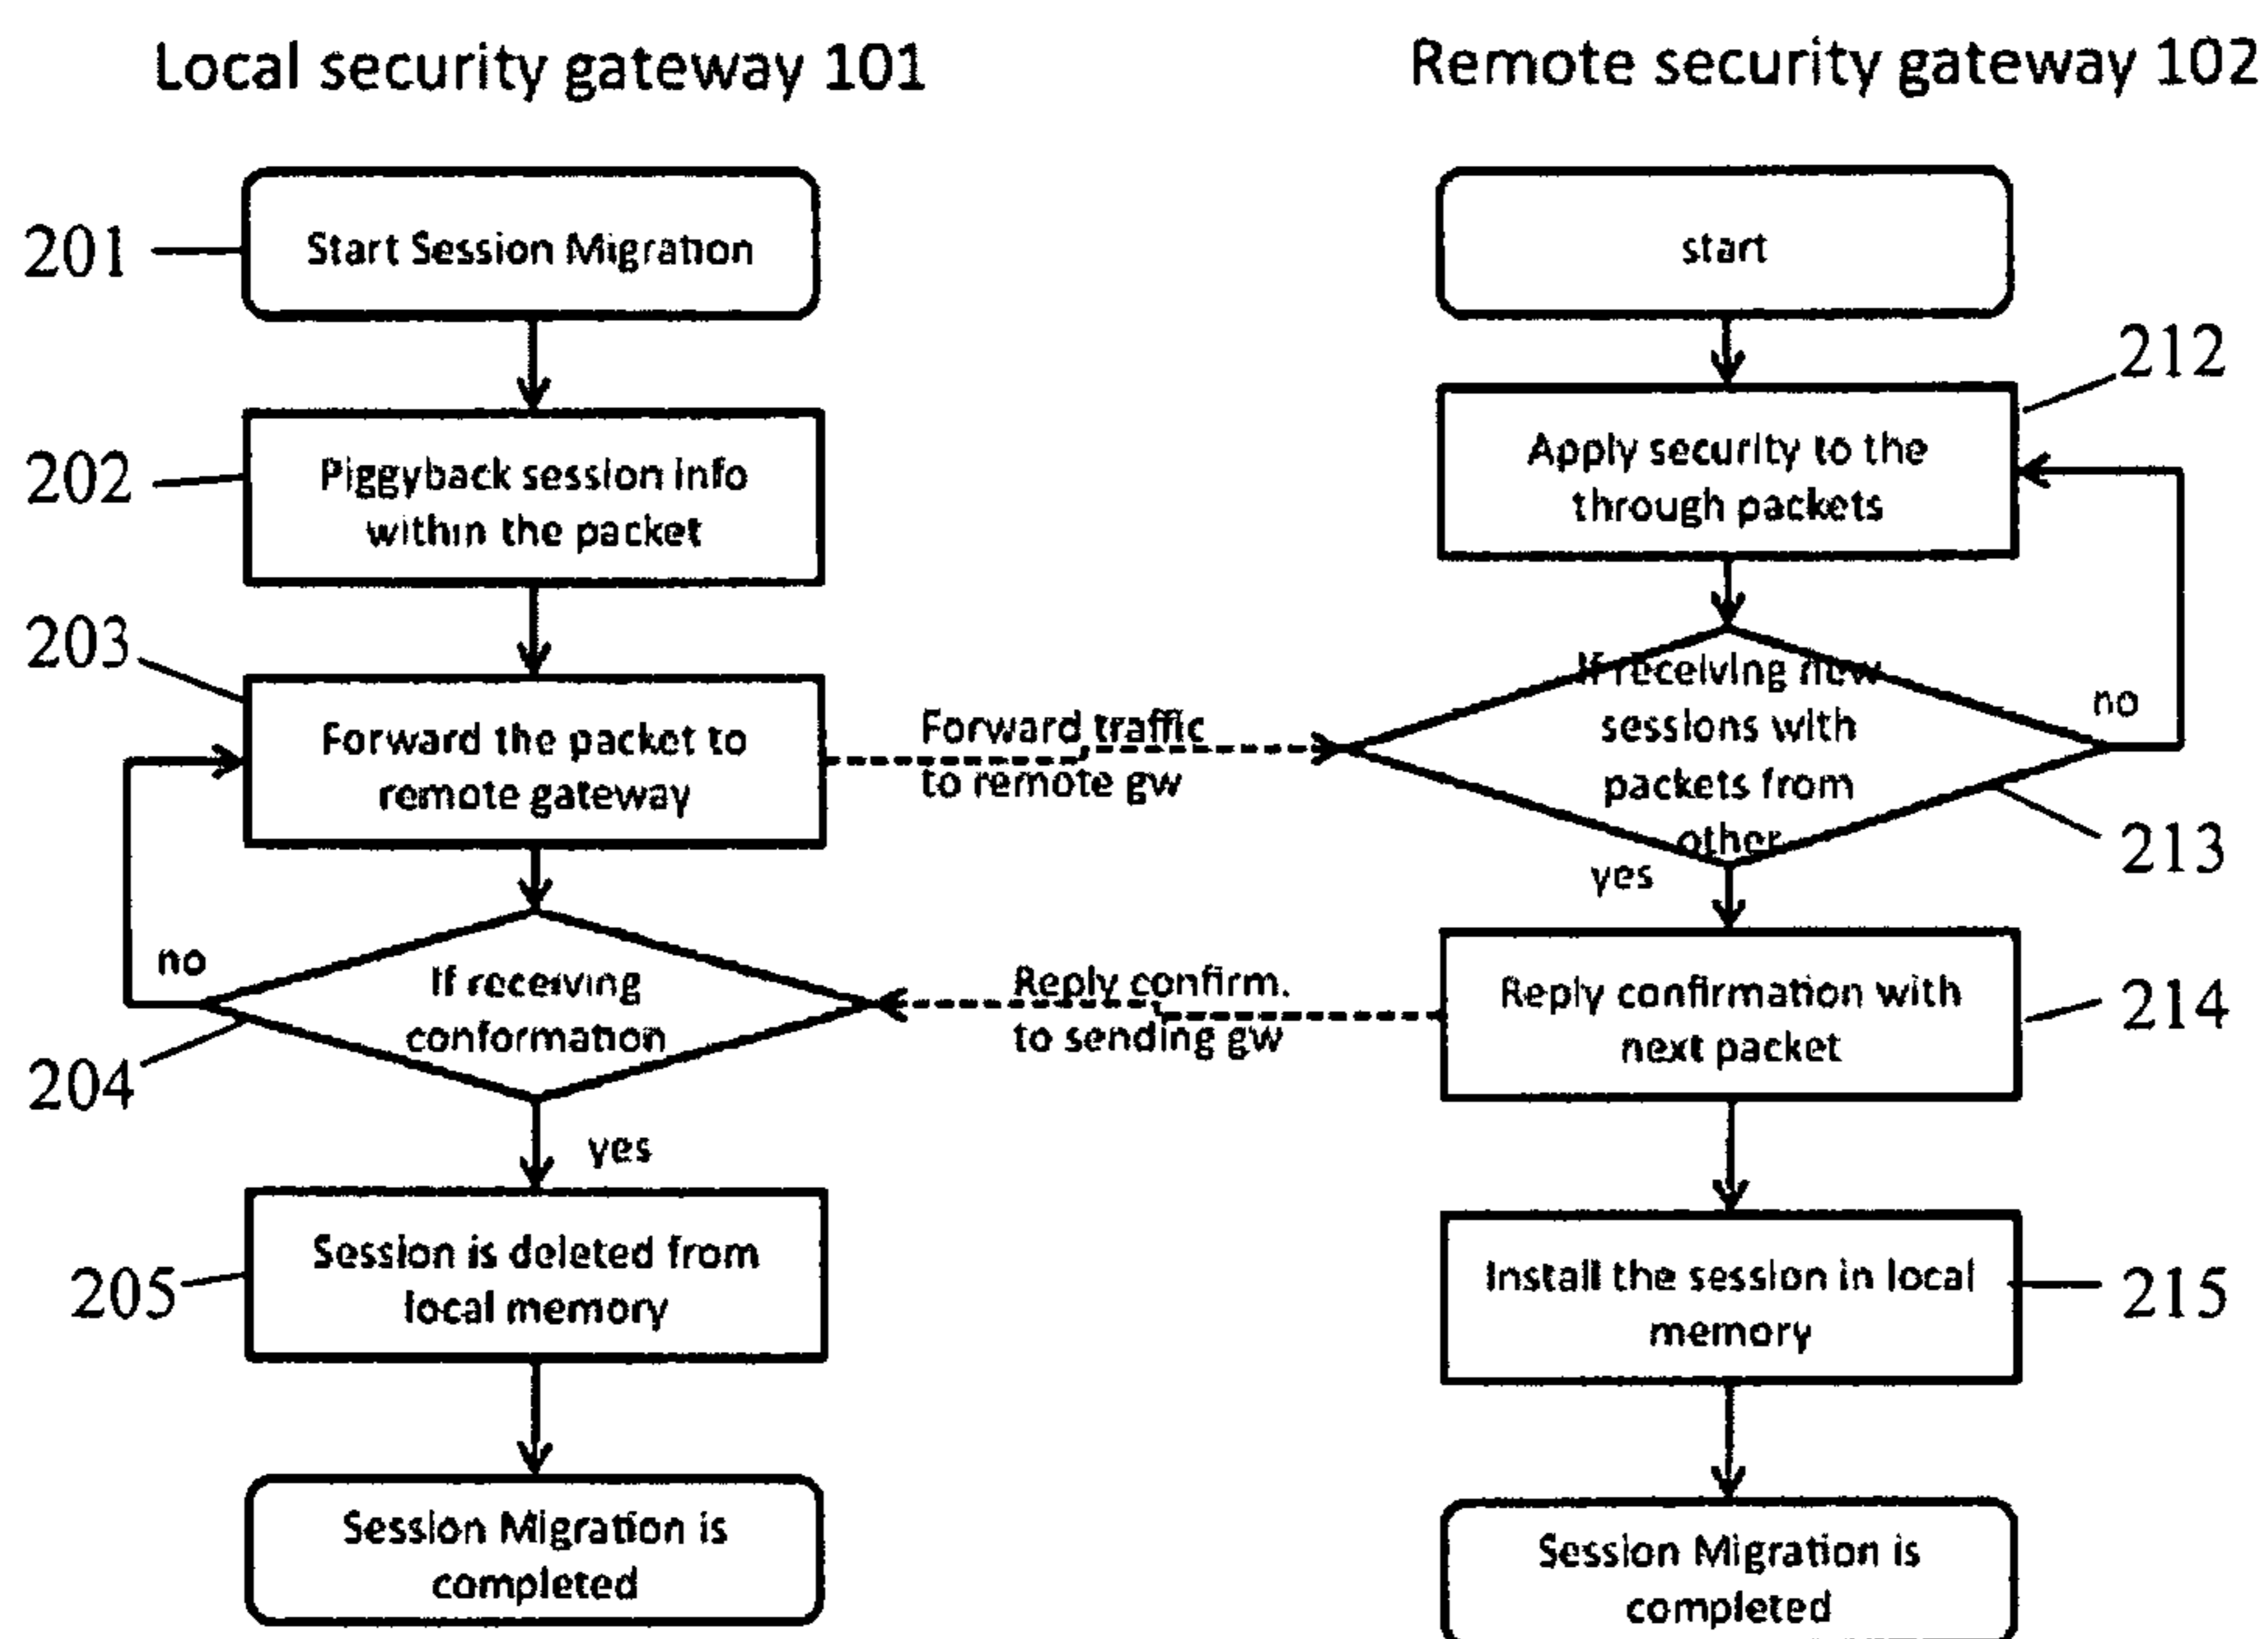 Local security gateway 101
201
Start Session Migration
202
Piggyback session info
within the packet
203
Forward the packet to
remote gateway
Forward traffic
to remote gw
no
If receiving
conformation
204
Reply confirm.
to sending gw
yes
205
Session is deleted from
local memory
Session Migration is
completed
Remote security gateway 102
start
212
Apply security to the
through packets
If receiving new
sessions with
packets from
other
no
213
yes
Reply confirmation with
next packet
214
Install the session in local
memory
215
Session Migration is
completed